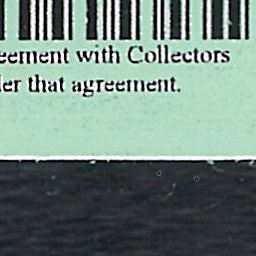 eement with Collectors
ler that agreement.